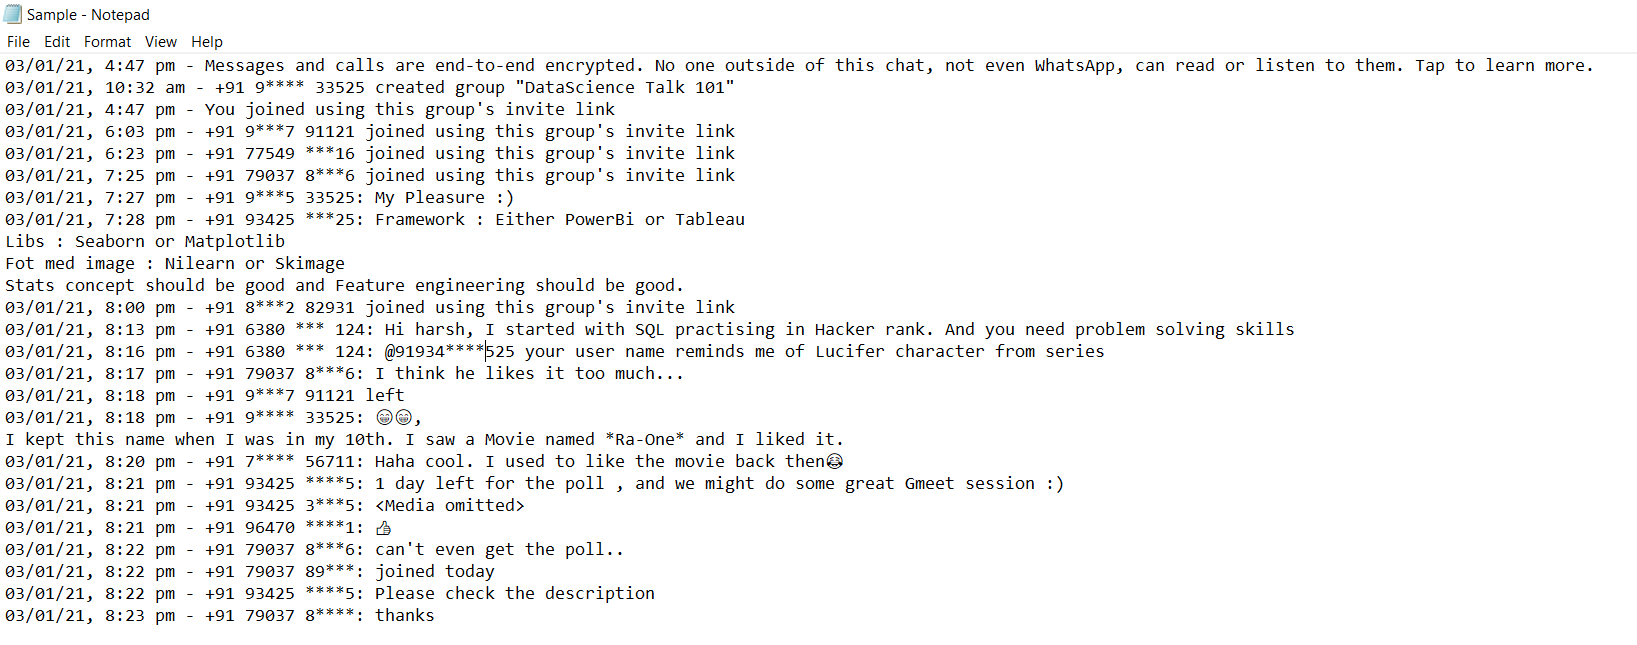 Sample - Notepad
File Edit Format View Help
03/01/21, 4:47 pm - Messages and calls are end-to-end encrypted. No one outside of this chat, not even WhatsApp, can read or listen to them. Tap to learn more.
03/01/21, 10:32 am - +91 9**** 33525 created group "DataScience Talk 101"
03/01/21, 4:47 pm - You joined using this group's invite link
03/01/21, 6:03 pm - +91 9***7 91121 joined using this group's invite link
03/01/21, 6:23 pm - +91 77549 ***16 joined using this group's invite link
03/01/21, 7:25 pm - +91 79037 8***6 joined using this group's invite link
03/01/21, 7:27 pm - +91 9***5 33525: My Pleasure :)
03/01/21, 7:28 pm - +91 93425 ***25: Framework : Either PowerBi or Tableau
Libs : Seaborn or Matplotlib
Fot med image : Nilearn or Skimage
Stats concept should be good and Feature engineering should be good.
03/01/21, 8:00 pm - +91 8***2 82931 joined using this group's invite link
03/01/21, 8:13 pm - +91 6380 *** 124: Hi harsh, I started with SQL practising in Hacker rank. And you need problem solving skills
03/01/21, 8:16 pm - +91 6380 *** 124: @91934****525 your user name reminds me of Lucifer character from series
03/01/21, 8:17 pm - +91 79037 8***6: I think he likes it too much...
03/01/21, 8:18 pm - +91 9***7 91121 left
03/01/21, 8:18 pm - +91 9**** 33525: 😁😁,
I kept this name when I was in my 10th. I saw a Movie named *Ra-One* and I liked it.
03/01/21, 8:20 pm - +91 7**** 56711: Haha cool. I used to like the movie back then😂
03/01/21, 8:21 pm - +91 93425 ****5: 1 day left for the poll , and we might do some great Gmeet session :)
03/01/21, 8:21 pm - +91 93425 3***5: <Media omitted>
03/01/21, 8:21 pm - +91 96470 ****1: 👍
03/01/21, 8:22 pm - +91 79037 8***6: can't even get the poll..
03/01/21, 8:22 pm - +91 79037 89***: joined today
03/01/21, 8:22 pm - +91 93425 ****5: Please check the description
03/01/21, 8:23 pm - +91 79037 8****: thanks